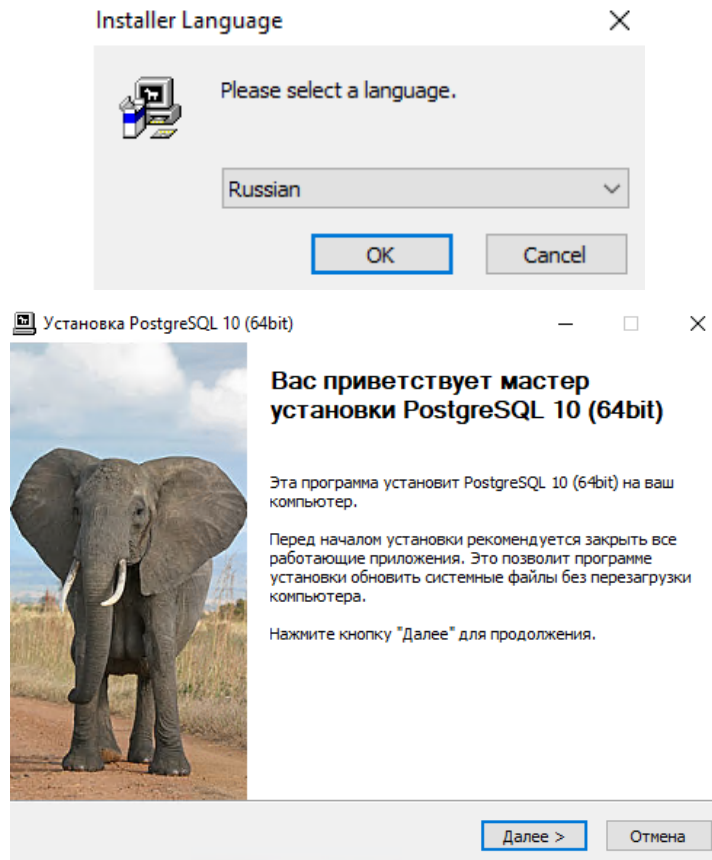 Installer Language
Please select a language.
Russian
OK
Cancel
Установка PostgreSQL 10 (64bit)
Вас приветствует мастер
установки PostgreSQL 10 (64bit)
Эта программа установит PostgreSQL 10 (64bit) на ваш
компьютер.
Перед началом установки рекомендуется закрыть все
работающие приложения. Это позволит программе
установки обновить системные файлы без перезагрузки
компьютера.
Нажмите кнопку "Далее" для продолжения.
Далее >
Отмена